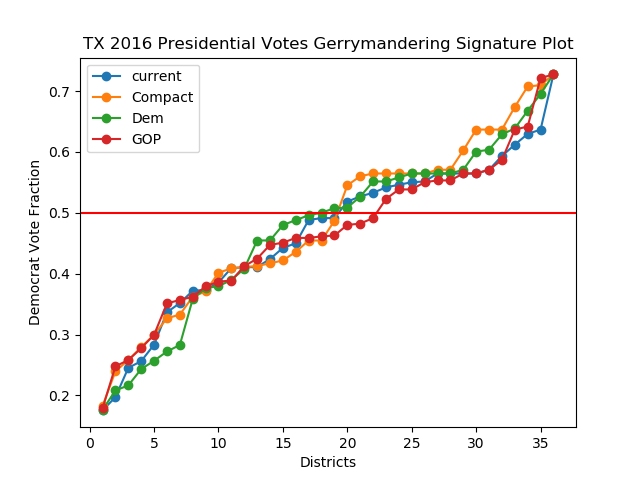 TX 2016 Presidential Votes Gerrymandering Signature Plot
current
Compact
Dem
GOP
Democrat Vote Fraction
0.7
0.6
0.5
0.4
0.3
0.2
0 5 10 15 20 25 30 35
Districts